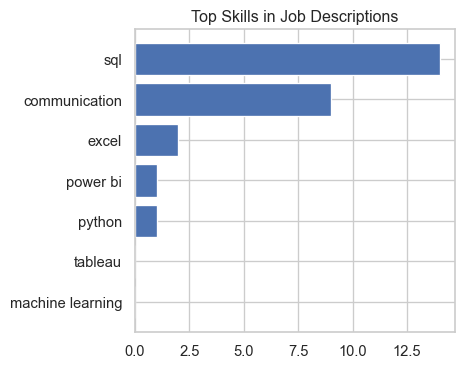 Top Skills in Job Descriptions
sql
communication
excel
power bi
python
tableau
machine learning
0.0 2.5 5.0 7.5 10.0 12.5